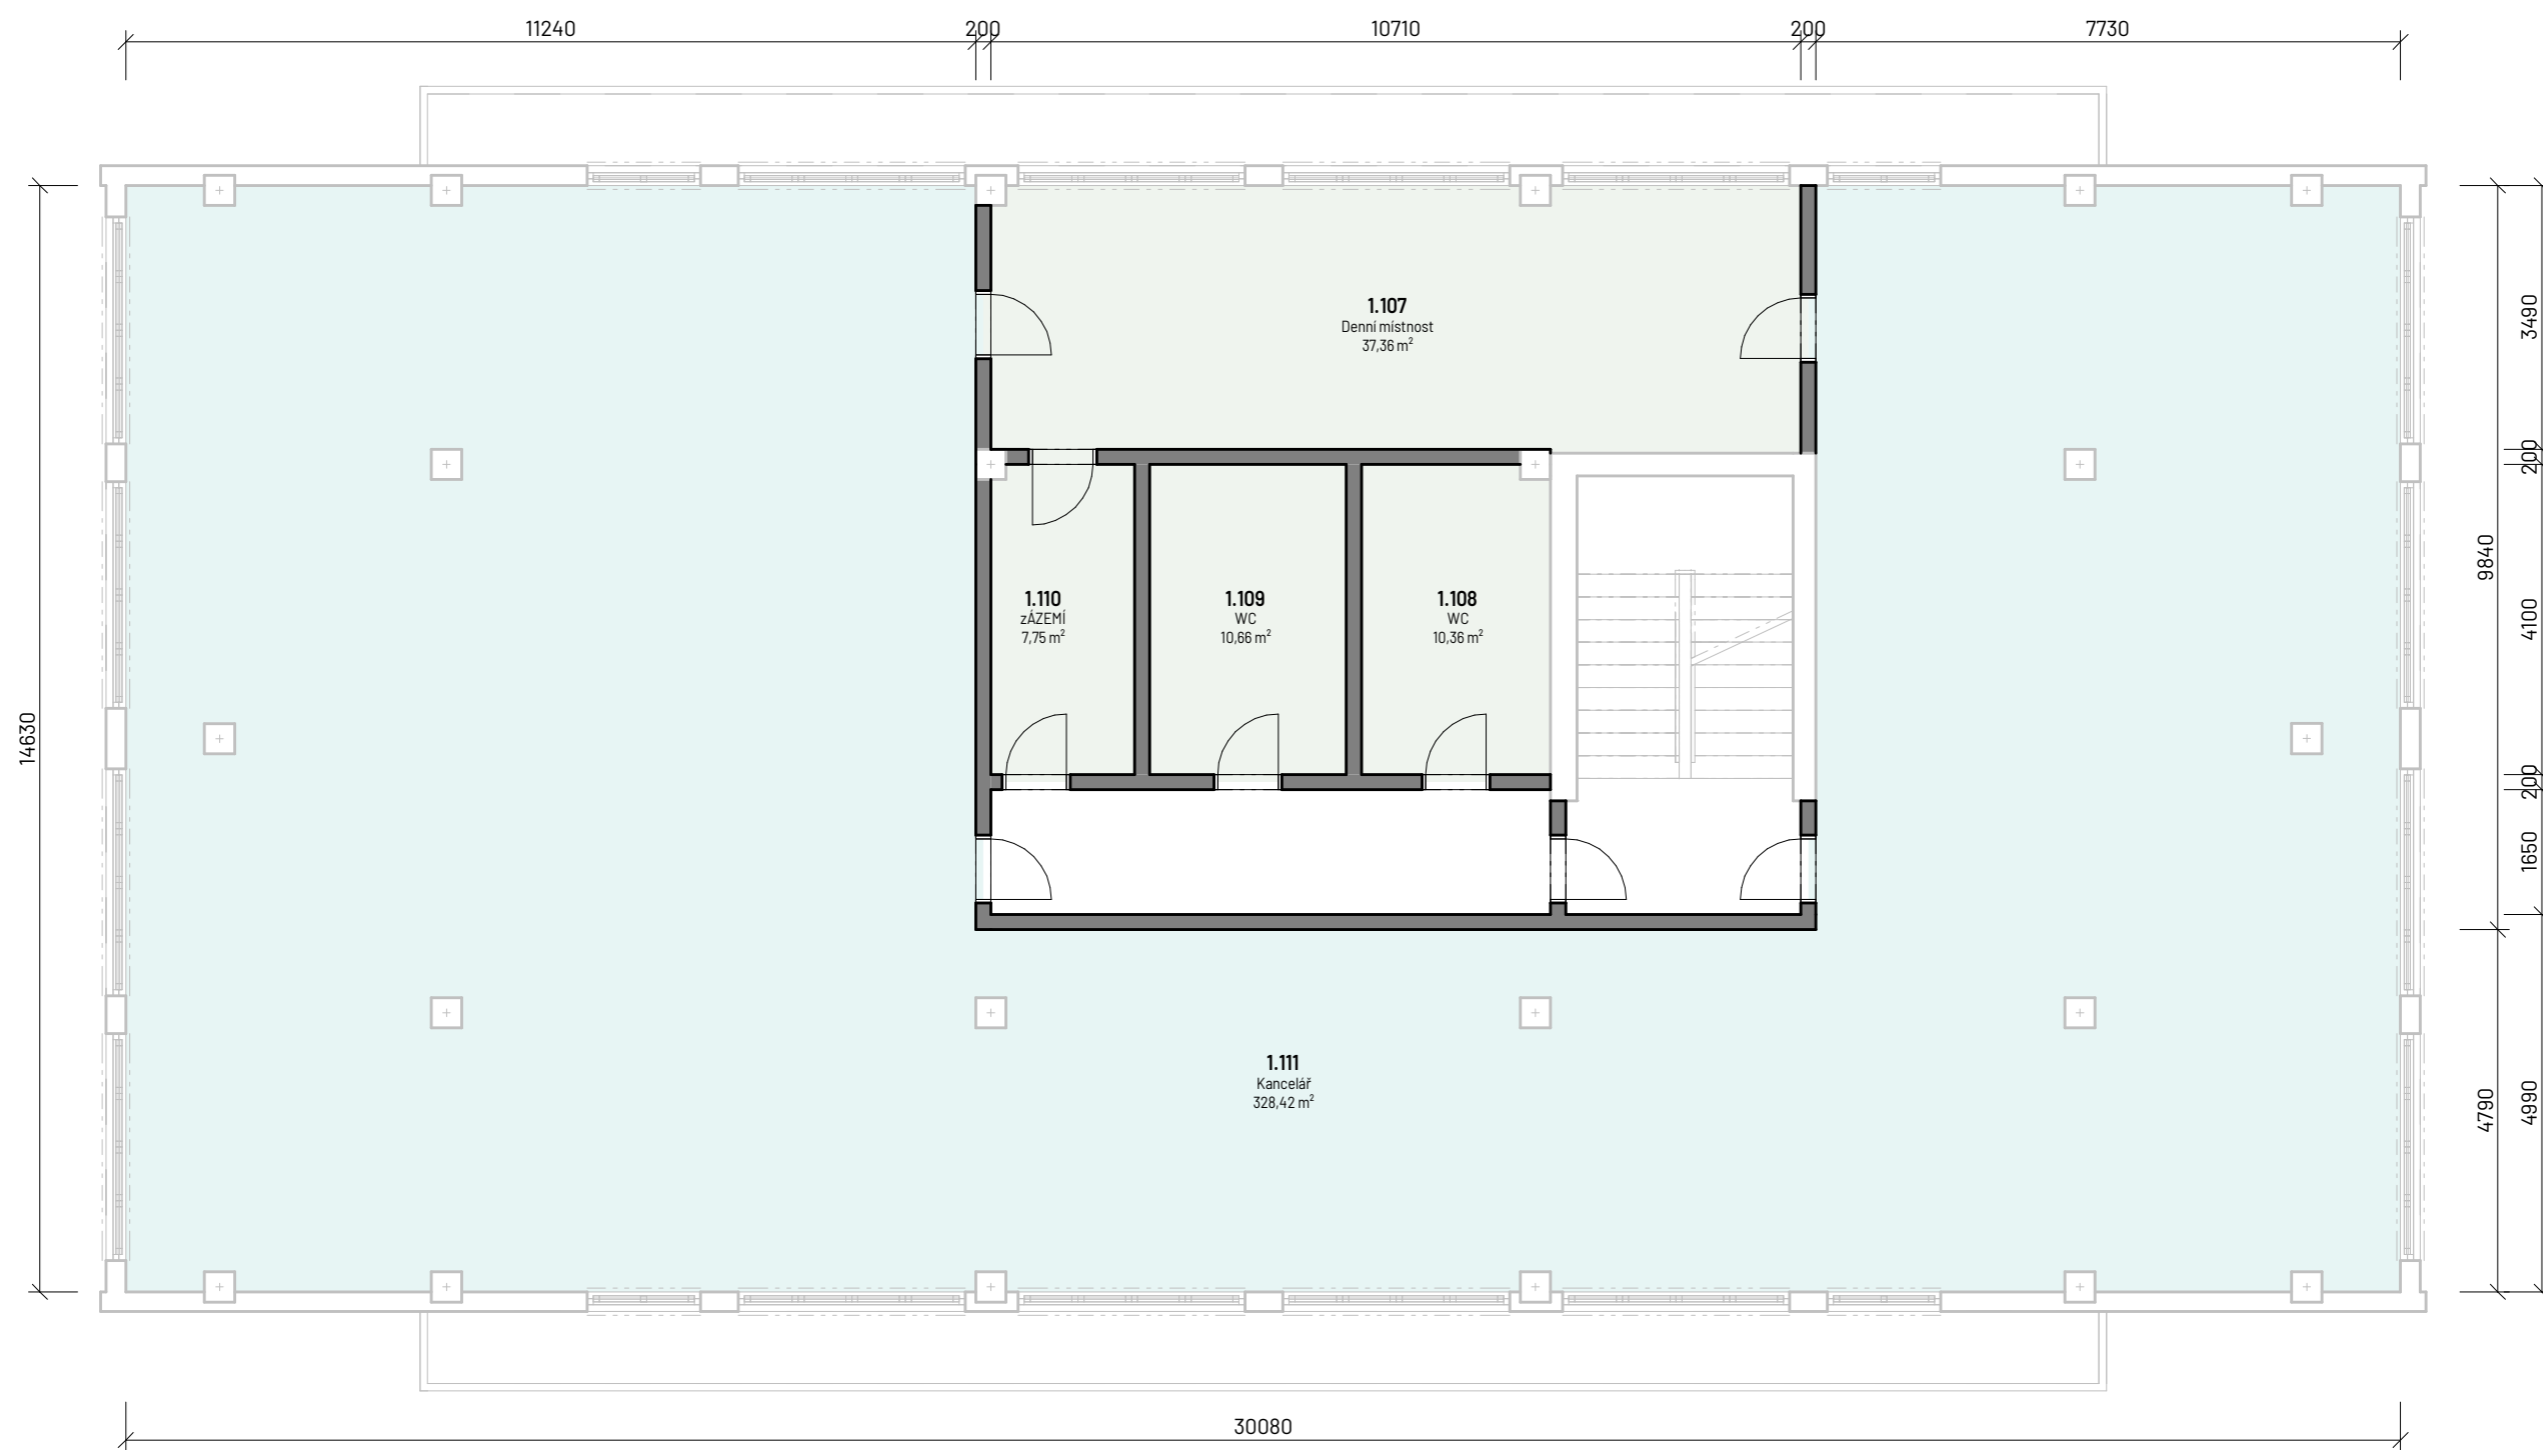 11240
200
10710
200
7730
1.107
Denní místnost
37,36 m²
3490
200
9840
1.110
zÁZEMÍ
7,75 m²
1.109
WC
10,66 m²
1.108
WC
10,36 m²
4100
14630
200
1650
1.111
Kancelář
328,42 m²
4790
4990
30080